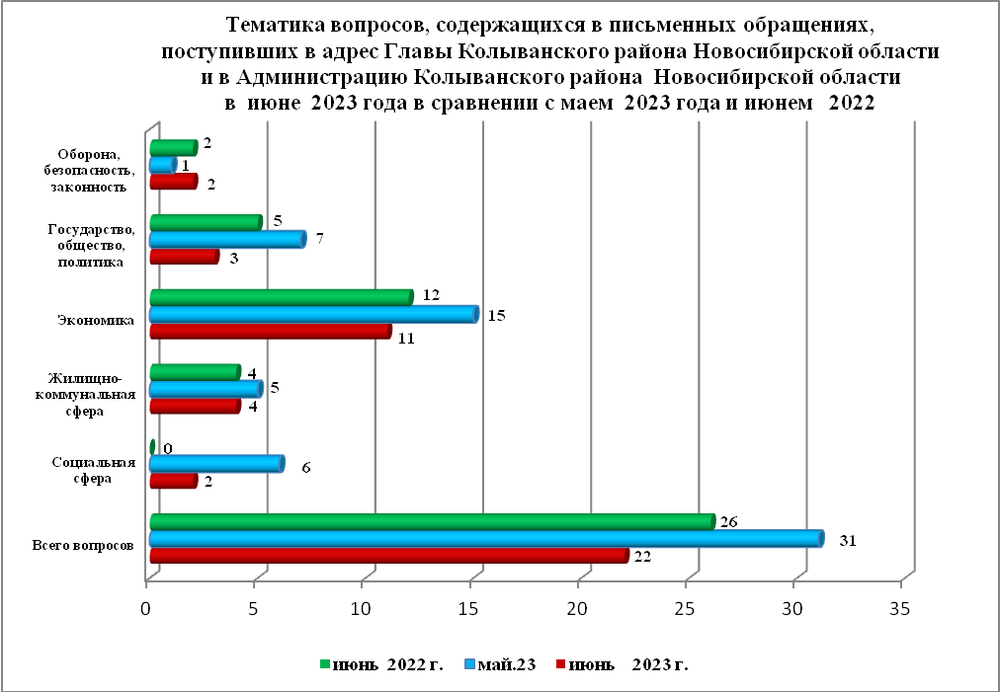 Тематика вопросов, содержащихся в письменных обращениях,
поступивших в адрес Главы Колыванского района Новосибирской области
и в Администрацию Колыванского района Новосибирской области
в июне 2023 года в сравнении с маем 2023 года и июнем 2022
Оборона,
безопасность,
законность
2
1
2
Государство,
общество,
политика
5
7
3
Экономика
12
15
11
Жилищно-
коммунальная
сфера
4
5
4
Социальная
сфера
0
6
2
Всего вопросов
26
31
22
0 5 10 15 20 25 30 35
июнь 2022 г. май.23 июнь 2023 г.